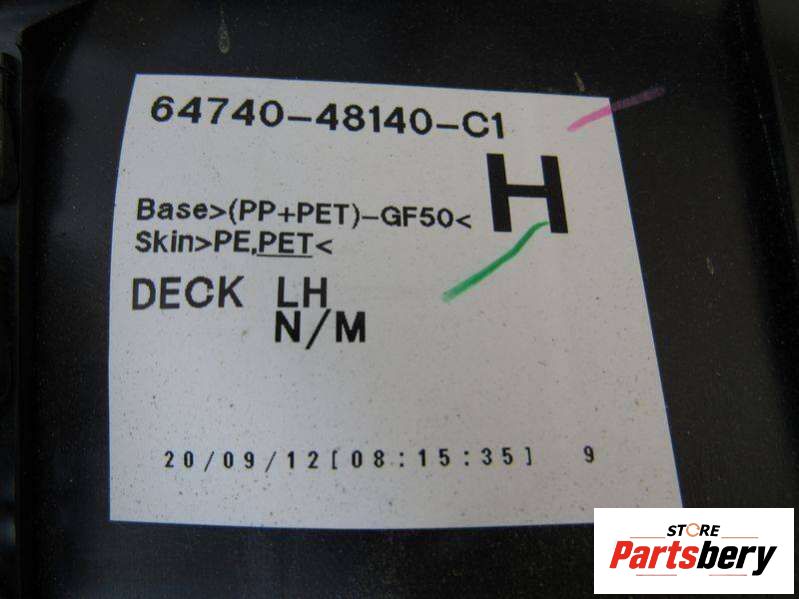 64740-48140-C1
H
Base>(PP+PET)-GF50<
Skin>PE,PET<
DECK LH
N/M
20/09/12[08:15:35] 9
STORE
Partsbery